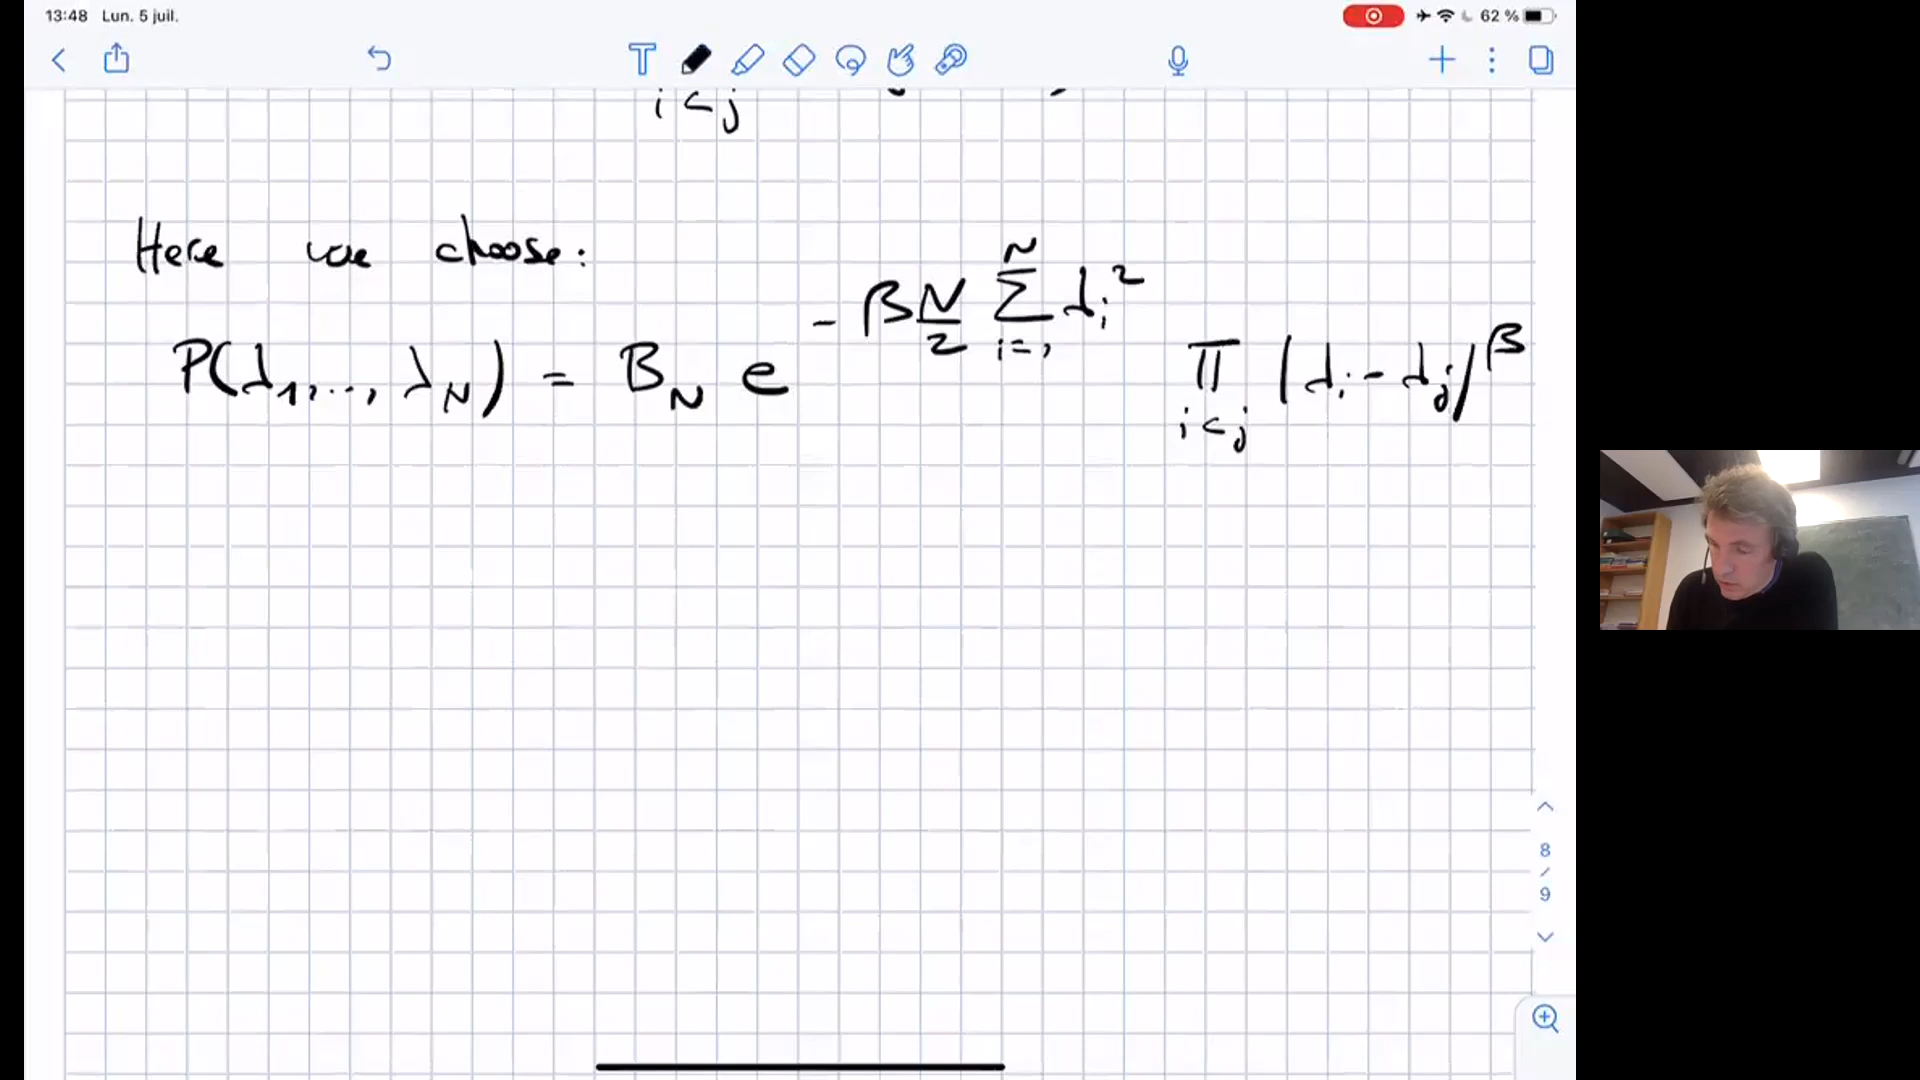 13:48 Lun. 5 juil. 62 %
i < j
Here we choose:
P(λ₁,..., λ_N) = B_N e^{- β N/2 Σ_{i=1}^{N} λ_i²} Π_{i<j} |λ_i - λ_j|^β
8
/
9